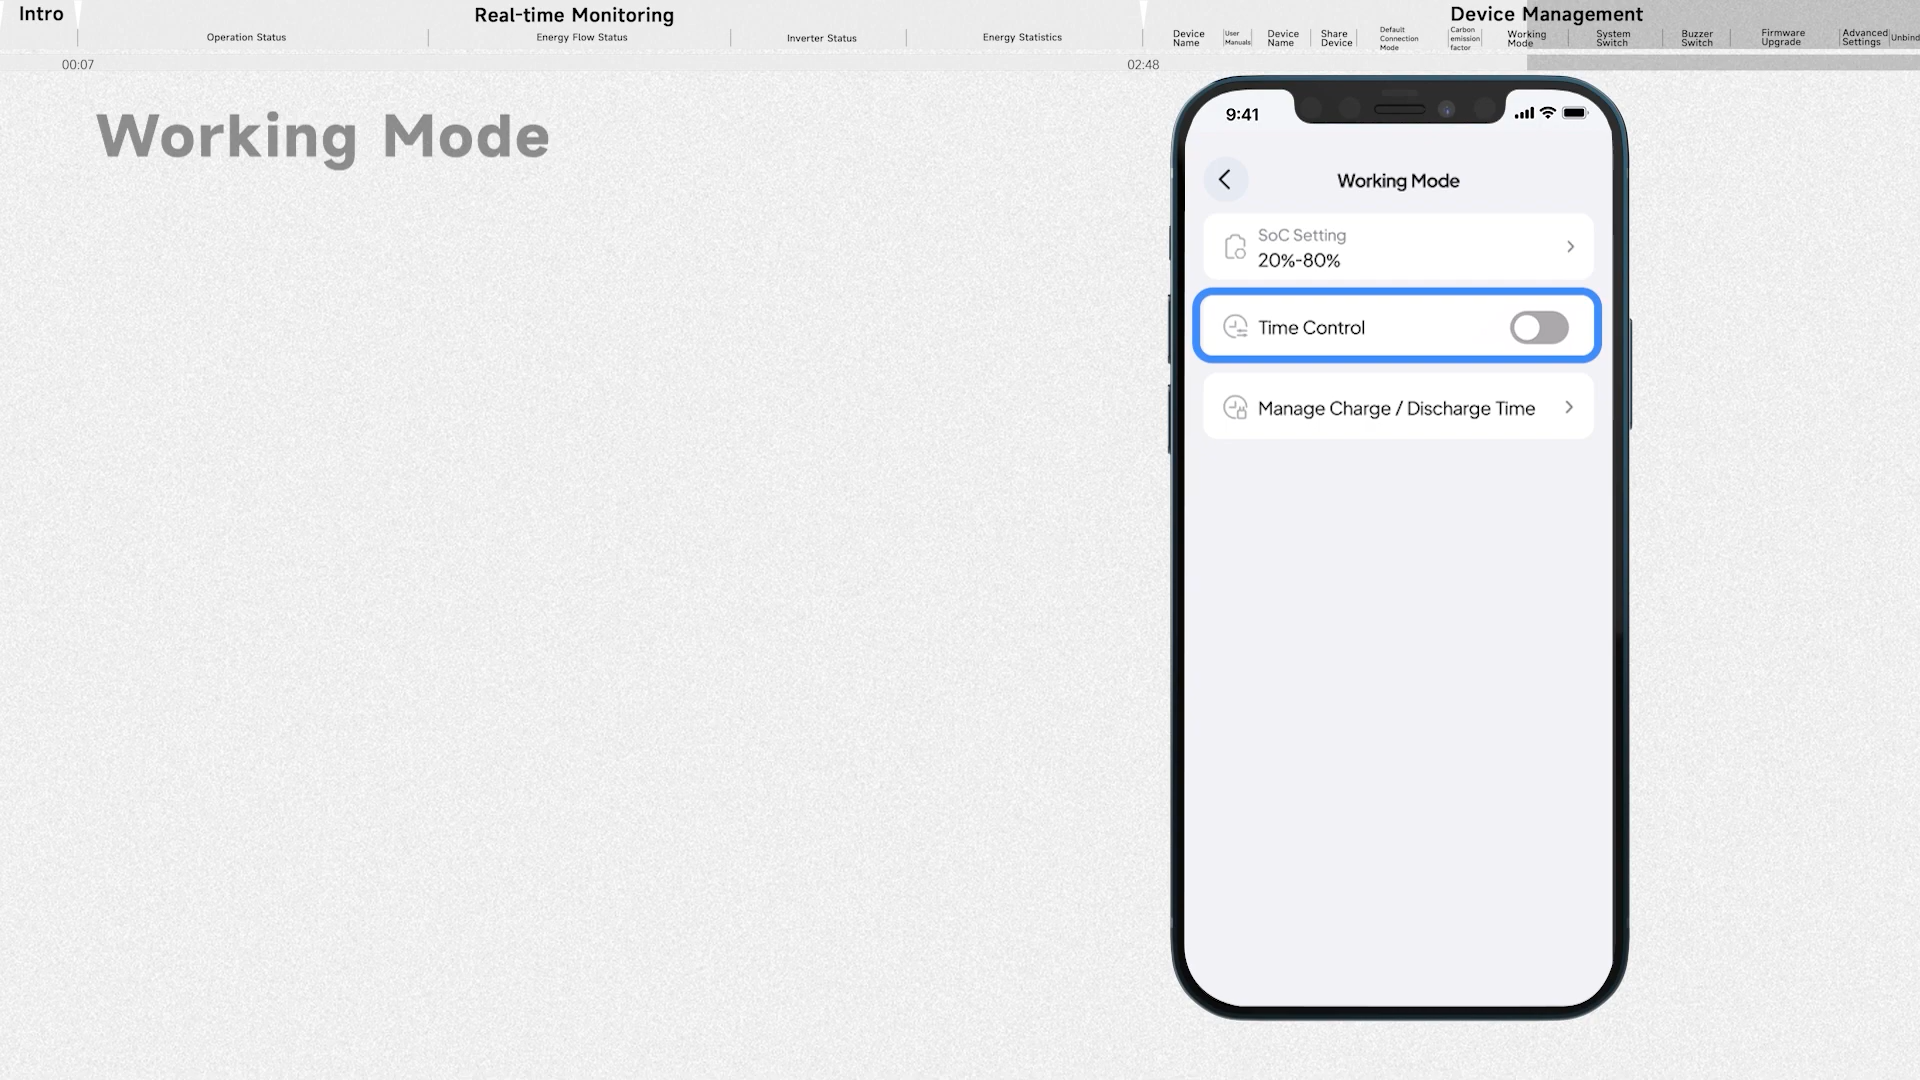 Intro
Real-time Monitoring
Device Management
Operation Status
Energy Flow Status
Inverter Status
Energy Statistics
Device
Name
User
Manuals
Device
Name
Share
Device
Default
Connection
Mode
Carbon
emission
factor
Working
Mode
System
Switch
Buzzer
Switch
Firmware
Upgrade
Advanced
Settings
Unbind
00:07
02:48
Working Mode
9:41
Working Mode
SoC Setting
20%-80%
Time Control
Manage Charge / Discharge Time